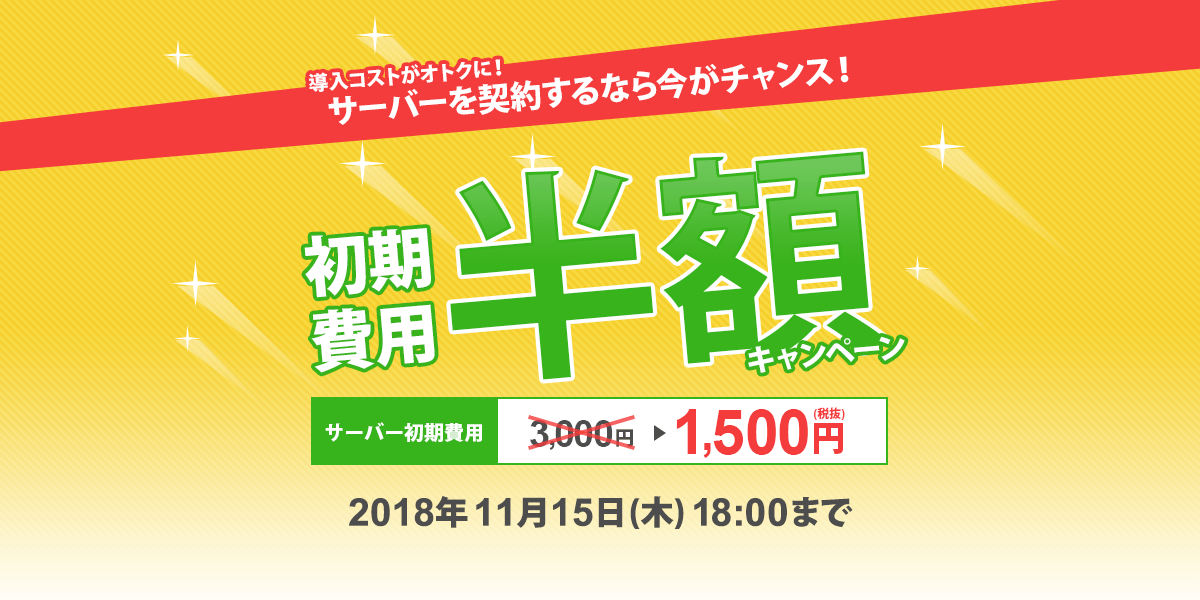 導入コストがオトクに！
サーバーを契約するなら今がチャンス！
初期
費用
半額
キャンペーン
サーバー初期費用
3,000円
1,500円
(税抜)
2018年11月15日(木)18:00まで